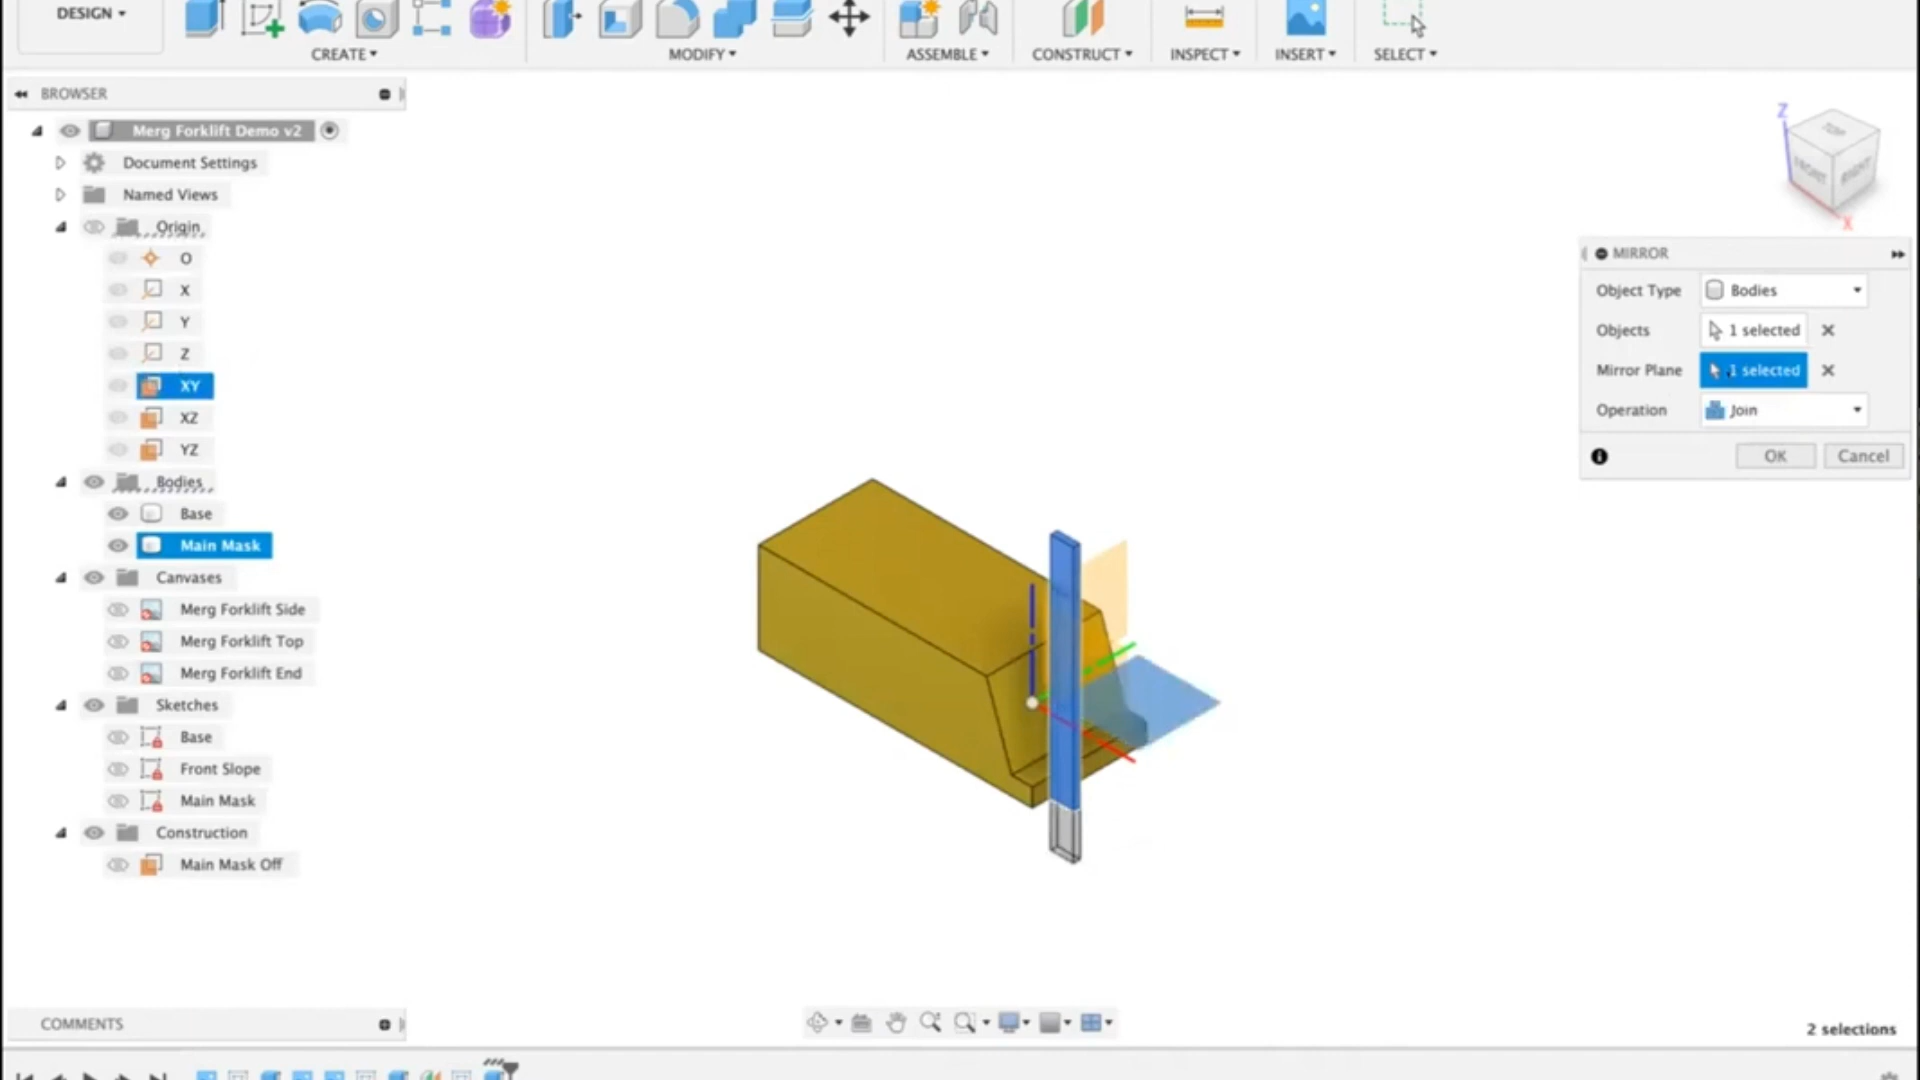 DESIGN
CREATE
MODIFY
ASSEMBLE
CONSTRUCT
INSPECT
INSERT
SELECT
BROWSER
Merg Forklift Demo v2
Document Settings
Named Views
Origin
O
X
Y
Z
XY
XZ
YZ
Bodies
Base
Main Mask
Canvases
Merg Forklift Side
Merg Forklift Top
Merg Forklift End
Sketches
Base
Front Slope
Main Mask
Construction
Main Mask Off
COMMENTS
Z
TOP
FRONT
RIGHT
X
MIRROR
Object Type
Bodies
Objects
1 selected
Mirror Plane
1 selected
Operation
Join
OK
Cancel
2 selections